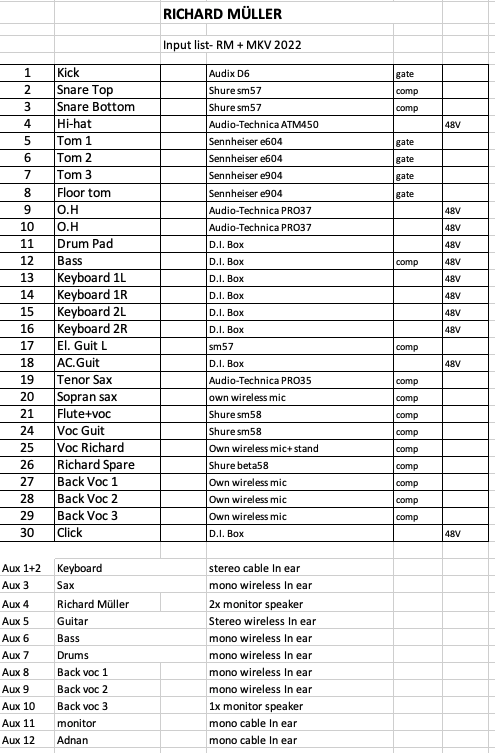 RICHARD MÜLLER
Input list- RM + MKV 2022
1 Kick Audix D6 gate
2 Snare Top Shure sm57 comp
3 Snare Bottom Shure sm57 comp
4 Hi-hat Audio-Technica ATM450 48V
5 Tom 1 Sennheiser e604 gate
6 Tom 2 Sennheiser e604 gate
7 Tom 3 Sennheiser e904 gate
8 Floor tom Sennheiser e904 gate
9 O.H Audio-Technica PRO37 48V
10 O.H Audio-Technica PRO37 48V
11 Drum Pad D.I. Box 48V
12 Bass D.I. Box comp 48V
13 Keyboard 1L D.I. Box 48V
14 Keyboard 1R D.I. Box 48V
15 Keyboard 2L D.I. Box 48V
16 Keyboard 2R D.I. Box 48V
17 El. Guit L sm57 comp
18 AC.Guit D.I. Box 48V
19 Tenor Sax Audio-Technica PRO35 comp
20 Sopran sax own wireless mic comp
21 Flute+voc Shure sm58 comp
24 Voc Guit Shure sm58 comp
25 Voc Richard Own wireless mic+stand comp
26 Richard Spare Shure beta58 comp
27 Back Voc 1 Own wireless mic comp
28 Back Voc 2 Own wireless mic comp
29 Back Voc 3 Own wireless mic comp
30 Click D.I. Box 48V
Aux 1+2 Keyboard stereo cable In ear
Aux 3 Sax mono wireless In ear
Aux 4 Richard Müller 2x monitor speaker
Aux 5 Guitar Stereo wireless In ear
Aux 6 Bass mono wireless In ear
Aux 7 Drums mono wireless In ear
Aux 8 Back voc 1 mono wireless In ear
Aux 9 Back voc 2 mono wireless In ear
Aux 10 Back voc 3 1x monitor speaker
Aux 11 monitor mono cable In ear
Aux 12 Adnan mono cable In ear